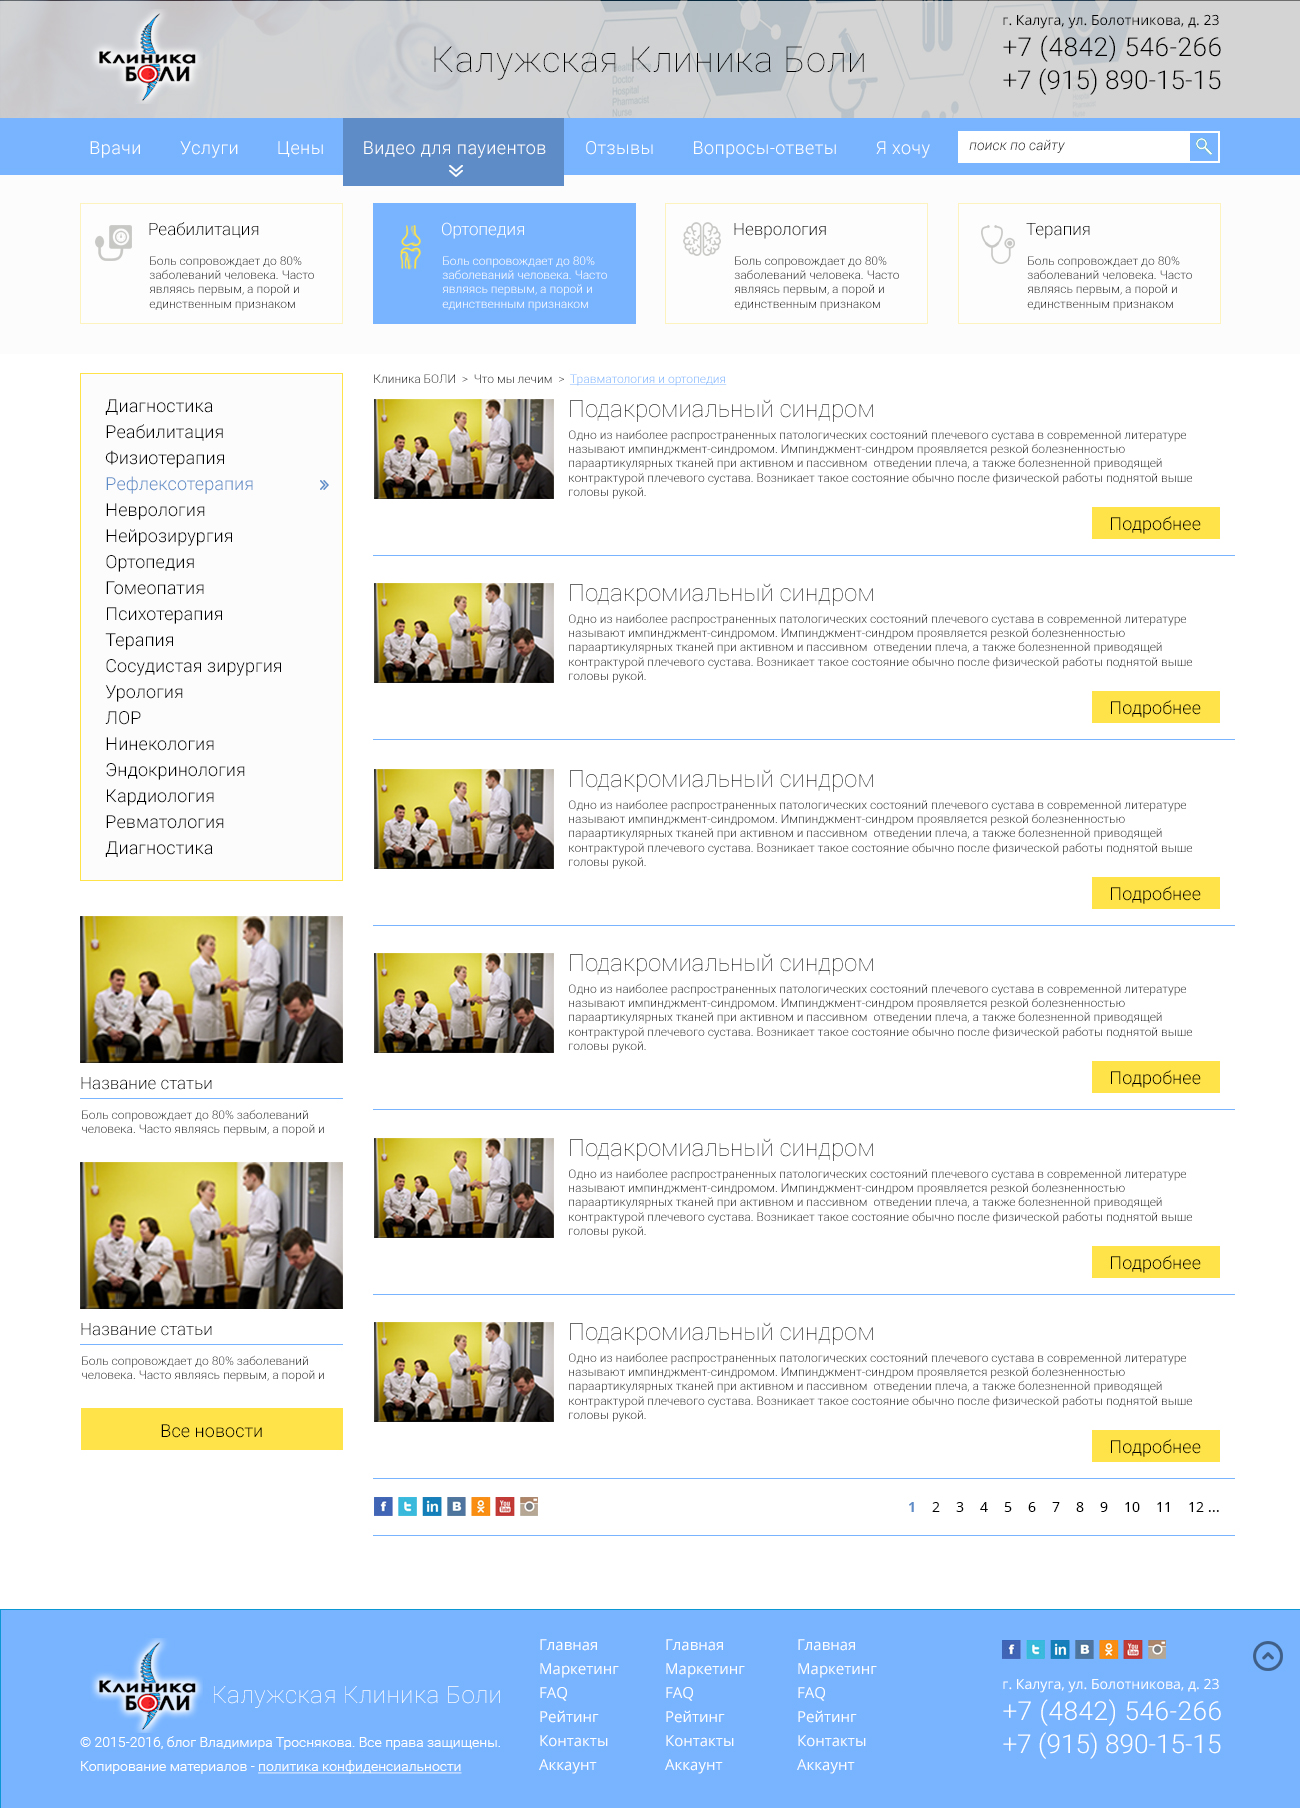 Клиника
БОЛИ
Калужская Клиника Боли
г. Калуга, ул. Болотникова, д. 23
+7 (4842) 546-266
+7 (915) 890-15-15
Doctor
Hospital
Pharmacist
Nurse
Врачи
Услуги
Цены
Видео для пауиентов
Отзывы
Вопросы-ответы
Я хочу
поиск по сайту
Реабилитация
Боль сопровождает до 80%
заболеваний человека. Часто
являясь первым, а порой и
единственным признаком
Ортопедия
Боль сопровождает до 80%
заболеваний человека. Часто
являясь первым, а порой и
единственным признаком
Неврология
Боль сопровождает до 80%
заболеваний человека. Часто
являясь первым, а порой и
единственным признаком
Терапия
Боль сопровождает до 80%
заболеваний человека. Часто
являясь первым, а порой и
единственным признаком
Диагностика
Реабилитация
Физиотерапия
Рефлексотерапия
Неврология
Нейрозирургия
Ортопедия
Гомеопатия
Психотерапия
Терапия
Сосудистая зирургия
Урология
ЛОР
Нинекология
Эндокринология
Кардиология
Ревматология
Диагностика
Название статьи
Боль сопровождает до 80% заболеваний
человека. Часто являясь первым, а порой и
Название статьи
Боль сопровождает до 80% заболеваний
человека. Часто являясь первым, а порой и
Все новости
Клиника БОЛИ > Что мы лечим > Травматология и ортопедия
Подакромиальный синдром
Одно из наиболее распространенных патологических состояний плечевого сустава в современной литературе
называют импинджмент-синдромом. Импинджмент-синдром проявляется резкой болезненностью
параартикулярных тканей при активном и пассивном отведении плеча, а также болезненной приводящей
контрактурой плечевого сустава. Возникает такое состояние обычно после физической работы поднятой выше
головы рукой.
Подробнее
Подакромиальный синдром
Одно из наиболее распространенных патологических состояний плечевого сустава в современной литературе
называют импинджмент-синдромом. Импинджмент-синдром проявляется резкой болезненностью
параартикулярных тканей при активном и пассивном отведении плеча, а также болезненной приводящей
контрактурой плечевого сустава. Возникает такое состояние обычно после физической работы поднятой выше
головы рукой.
Подробнее
Подакромиальный синдром
Одно из наиболее распространенных патологических состояний плечевого сустава в современной литературе
называют импинджмент-синдромом. Импинджмент-синдром проявляется резкой болезненностью
параартикулярных тканей при активном и пассивном отведении плеча, а также болезненной приводящей
контрактурой плечевого сустава. Возникает такое состояние обычно после физической работы поднятой выше
головы рукой.
Подробнее
Подакромиальный синдром
Одно из наиболее распространенных патологических состояний плечевого сустава в современной литературе
называют импинджмент-синдромом. Импинджмент-синдром проявляется резкой болезненностью
параартикулярных тканей при активном и пассивном отведении плеча, а также болезненной приводящей
контрактурой плечевого сустава. Возникает такое состояние обычно после физической работы поднятой выше
головы рукой.
Подробнее
Подакромиальный синдром
Одно из наиболее распространенных патологических состояний плечевого сустава в современной литературе
называют импинджмент-синдромом. Импинджмент-синдром проявляется резкой болезненностью
параартикулярных тканей при активном и пассивном отведении плеча, а также болезненной приводящей
контрактурой плечевого сустава. Возникает такое состояние обычно после физической работы поднятой выше
головы рукой.
Подробнее
Подакромиальный синдром
Одно из наиболее распространенных патологических состояний плечевого сустава в современной литературе
называют импинджмент-синдромом. Импинджмент-синдром проявляется резкой болезненностью
параартикулярных тканей при активном и пассивном отведении плеча, а также болезненной приводящей
контрактурой плечевого сустава. Возникает такое состояние обычно после физической работы поднятой выше
головы рукой.
Подробнее
1 2 3 4 5 6 7 8 9 10 11 12 ...
Клиника
БОЛИ
Калужская Клиника Боли
© 2015-2016, блог Владимира Троснякова. Все права защищены.
Копирование материалов - политика конфиденсиальности
Главная
Маркетинг
FAQ
Рейтинг
Контакты
Аккаунт
Главная
Маркетинг
FAQ
Рейтинг
Контакты
Аккаунт
Главная
Маркетинг
FAQ
Рейтинг
Контакты
Аккаунт
г. Калуга, ул. Болотникова, д. 23
+7 (4842) 546-266
+7 (915) 890-15-15